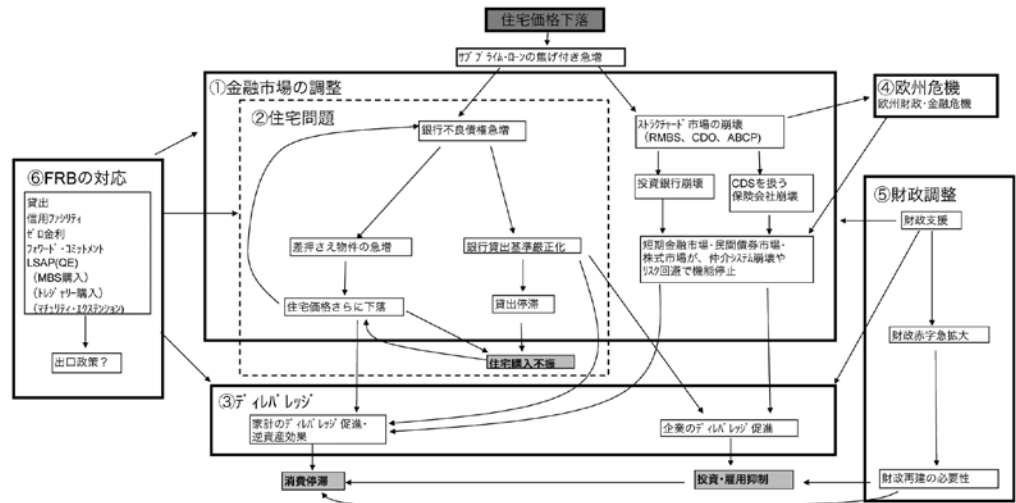 住宅価格下落
サブプライム・ローンの焦げ付き急増
①金融市場の調整
②住宅問題
銀行不良債権急増
ストラクチャード市場の崩壊
(RMBS、CDO、ABCP)
④欧州危機
欧州財政・金融危機
投資銀行崩壊
CDSを扱う
保険会社崩壊
⑥FRBの対応
貸出
信用ファシリティ
ゼロ金利
フォワード・コミットメント
LSAP(QE)
(MBS購入)
(トレジャリー購入)
(マチュリティ・エクステンション)
出口政策？
差押さえ物件の急増
銀行貸出基準厳正化
短期金融市場・民間債券市場・
株式市場が、仲介システム崩壊や
リスク回避で機能停止
住宅価格さらに下落
貸出停滞
住宅購入不振
⑤財政調整
財政支援
財政赤字急拡大
財政再建の必要性
③ディレバレッジ
家計のディレバレッジ促進・
逆資産効果
企業のディレバレッジ促進
消費停滞
投資・雇用抑制